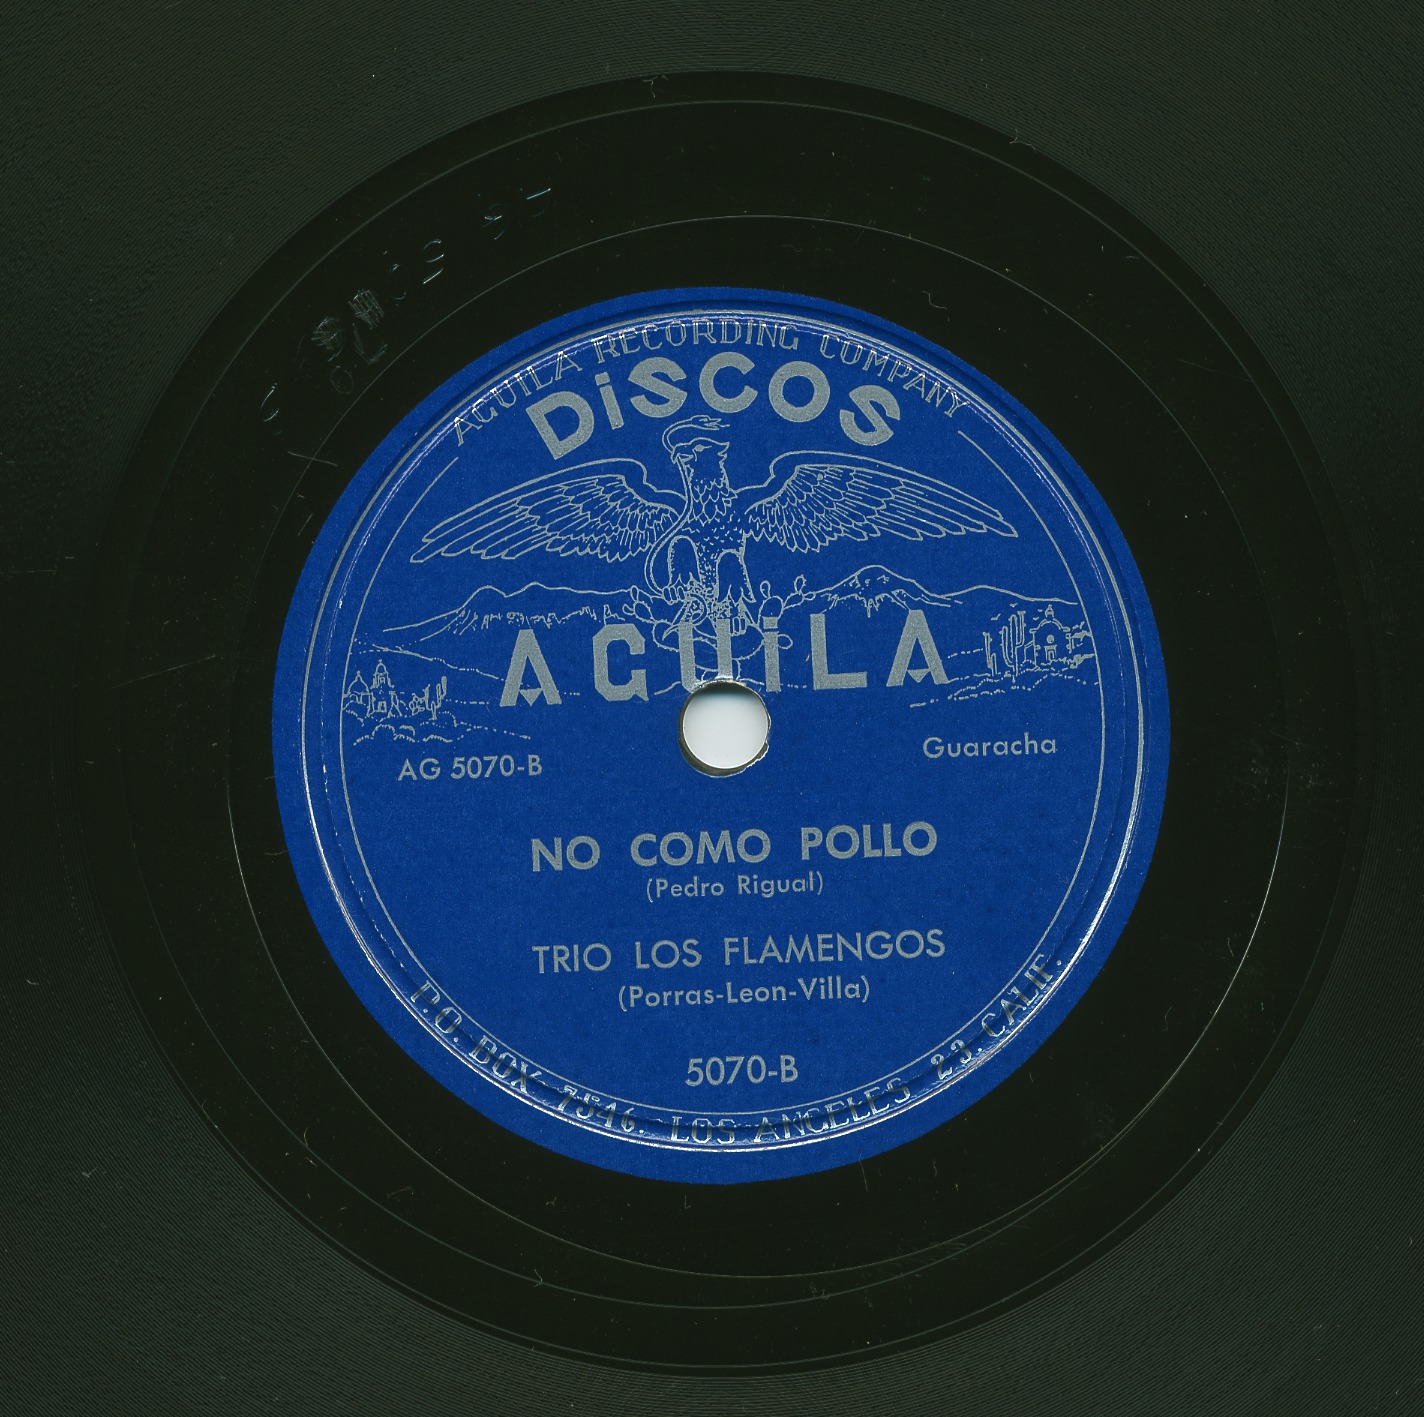 AGUILA RECORDING COMPANY
DiSCOS
AGUiLA
AG 5070-B
Guaracha
NO COMO POLLO
(Pedro Rigual)
TRIO LOS FLAMENGOS
(Porras-Leon-Villa)
5070-B
P.O. BOX 7546, LOS ANGELES 23. CALIF.